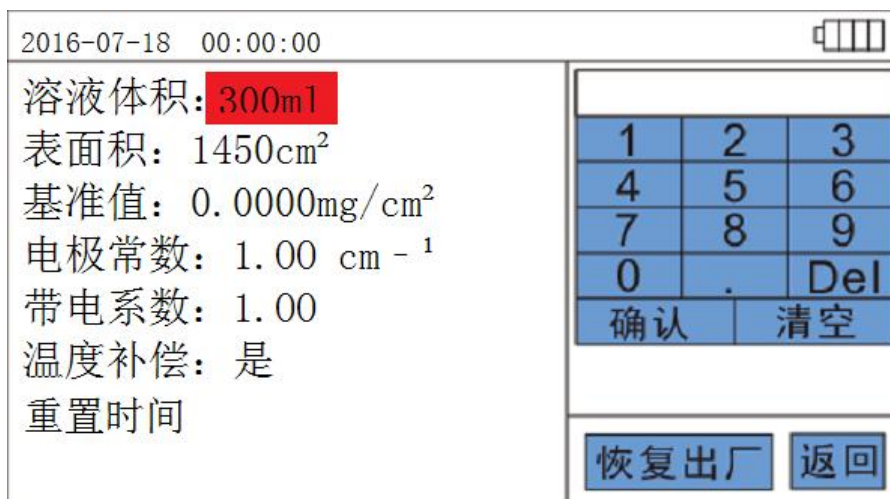 2016-07-18 00:00:00
溶液体积：300ml
表面积：1450cm²
基准值：0.0000mg/cm²
电极常数：1.00 cm-¹
带电系数：1.00
温度补偿：是
重置时间
1 2 3
4 5 6
7 8 9
0 . Del
确认 清空
恢复出厂 返回